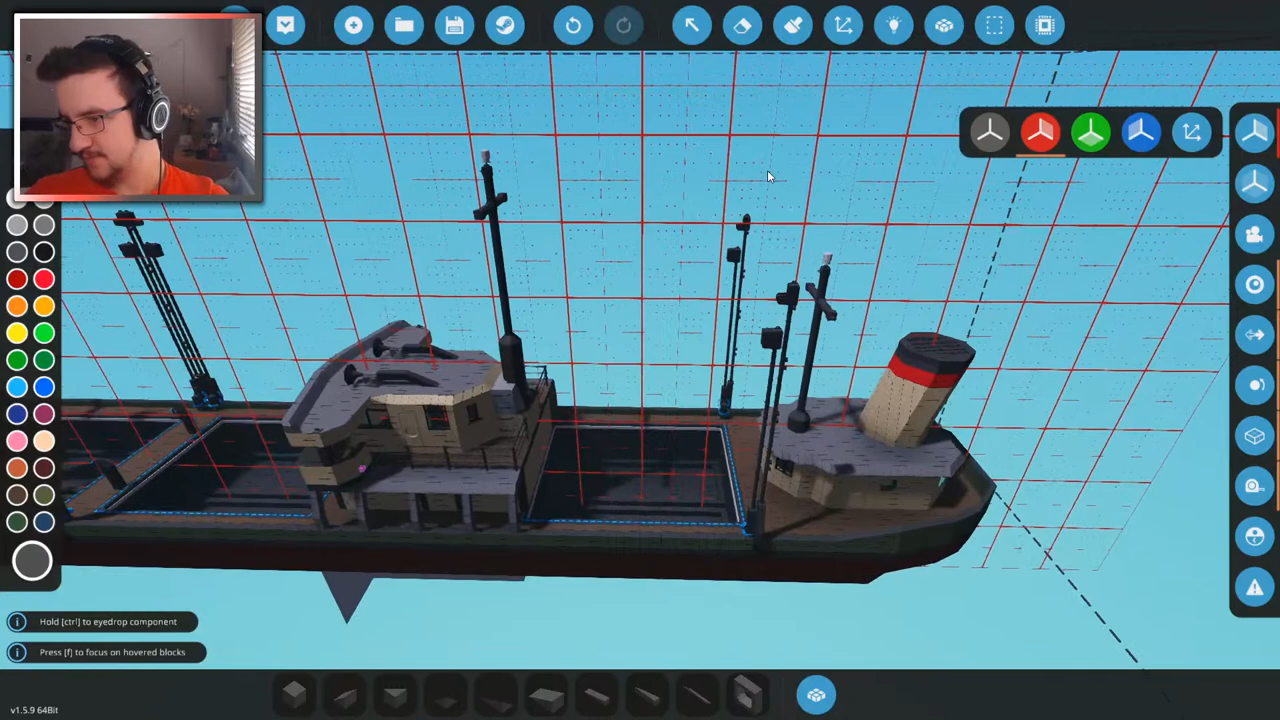 Hold [ctrl] to eyedrop component
Press [f] to focus on hovered blocks
v1.5.9 64Bit